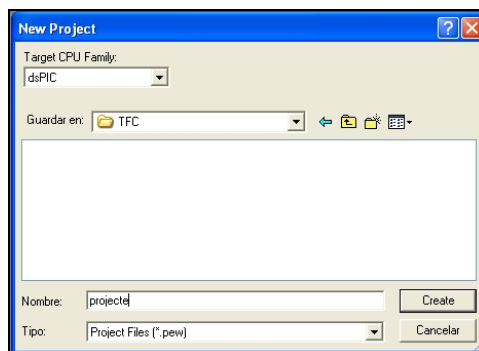 New Project
Target CPU Family:
dsPIC
Guardar en: TFC
Nombre: projecte Create
Tipo: Project Files (*.pew) Cancelar